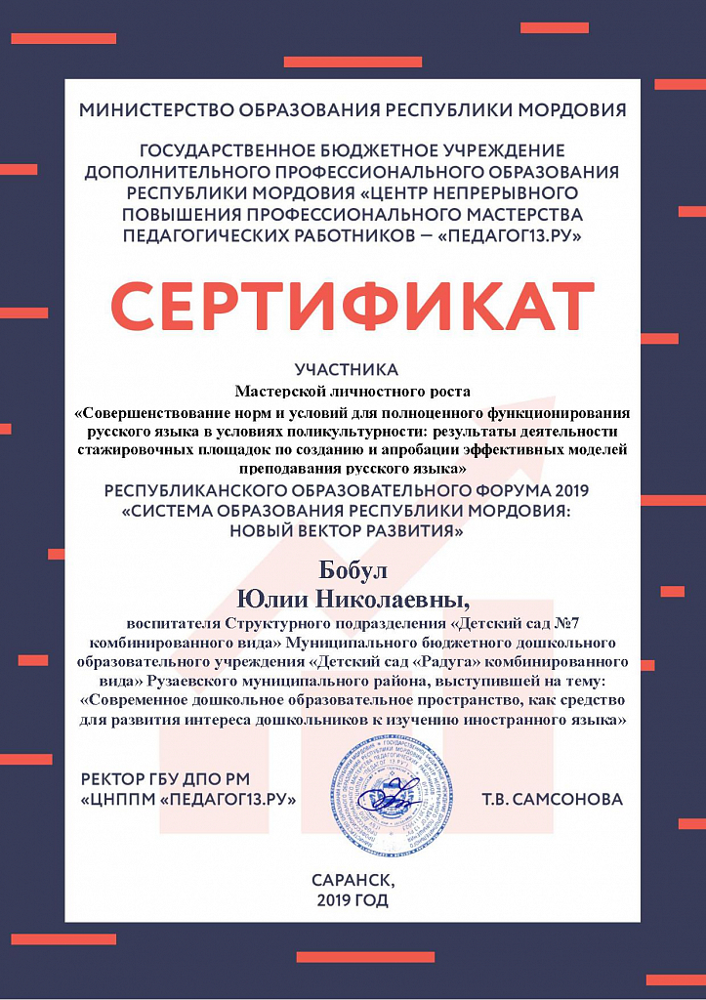 МИНИСТЕРСТВО ОБРАЗОВАНИЯ РЕСПУБЛИКИ МОРДОВИЯ
ГОСУДАРСТВЕННОЕ БЮДЖЕТНОЕ УЧРЕЖДЕНИЕ
ДОПОЛНИТЕЛЬНОГО ПРОФЕССИОНАЛЬНОГО ОБРАЗОВАНИЯ
РЕСПУБЛИКИ МОРДОВИЯ «ЦЕНТР НЕПРЕРЫВНОГО
ПОВЫШЕНИЯ ПРОФЕССИОНАЛЬНОГО МАСТЕРСТВА
ПЕДАГОГИЧЕСКИХ РАБОТНИКОВ — «ПЕДАГОГ13.РУ»
СЕРТИФИКАТ
УЧАСТНИКА
Мастерской личностного роста
«Совершенствование норм и условий для полноценного функционирования
русского языка в условиях поликультурности: результаты деятельности
стажировочных площадок по созданию и апробации эффективных моделей
преподавания русского языка»
РЕСПУБЛИКАНСКОГО ОБРАЗОВАТЕЛЬНОГО ФОРУМА 2019
«СИСТЕМА ОБРАЗОВАНИЯ РЕСПУБЛИКИ МОРДОВИЯ:
НОВЫЙ ВЕКТОР РАЗВИТИЯ»
Бобул
Юлии Николаевны,
воспитателя Структурного подразделения «Детский сад №7
комбинированного вида» Муниципального бюджетного дошкольного
образовательного учреждения «Детский сад «Радуга» комбинированного
вида» Рузаевского муниципального района, выступившей на тему:
«Современное дошкольное образовательное пространство, как средство
для развития интереса дошкольников к изучению иностранного языка»
РЕКТОР ГБУ ДПО РМ
«ЦНППМ «ПЕДАГОГ13.РУ»
Т.В. САМСОНОВА
САРАНСК,
2019 ГОД